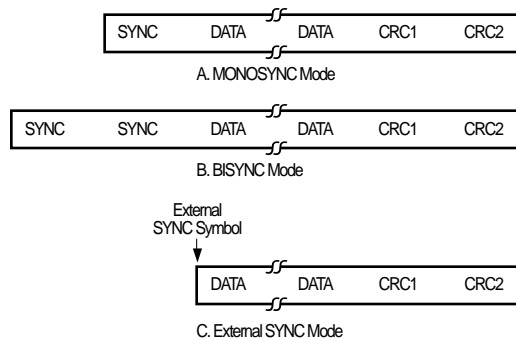 SYNC DATA DATA CRC1 CRC2
A. MONOSYNC Mode
SYNC SYNC DATA DATA CRC1 CRC2
B. BISYNC Mode
External
SYNC Symbol
DATA DATA CRC1 CRC2
C. External SYNC Mode